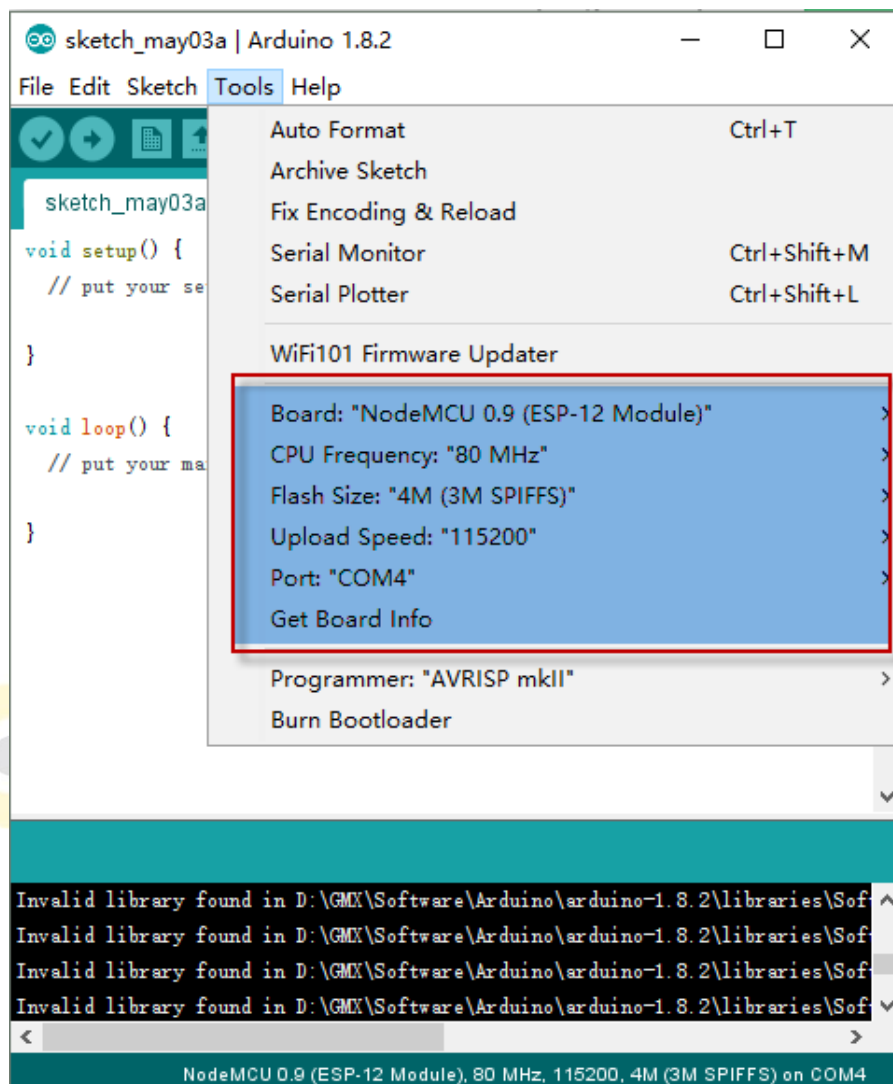 sketch_may03a | Arduino 1.8.2
File Edit Sketch Tools Help
Auto Format Ctrl+T
Archive Sketch
sketch_may03a
Fix Encoding & Reload
void setup() {
Serial Monitor Ctrl+Shift+M
// put your se
Serial Plotter Ctrl+Shift+L
}
WiFi101 Firmware Updater
Board: "NodeMCU 0.9 (ESP-12 Module)"
void loop() {
CPU Frequency: "80 MHz"
// put your ma
Flash Size: "4M (3M SPIFFS)"
}
Upload Speed: "115200"
Port: "COM4"
Get Board Info
Programmer: "AVRISP mkII"
Burn Bootloader
Invalid library found in D:\GMX\Software\Arduino\arduino-1.8.2\libraries\Sof
Invalid library found in D:\GMX\Software\Arduino\arduino-1.8.2\libraries\Sof
Invalid library found in D:\GMX\Software\Arduino\arduino-1.8.2\libraries\Sof
Invalid library found in D:\GMX\Software\Arduino\arduino-1.8.2\libraries\Sof
NodeMCU 0.9 (ESP-12 Module), 80 MHz, 115200, 4M (3M SPIFFS) on COM4